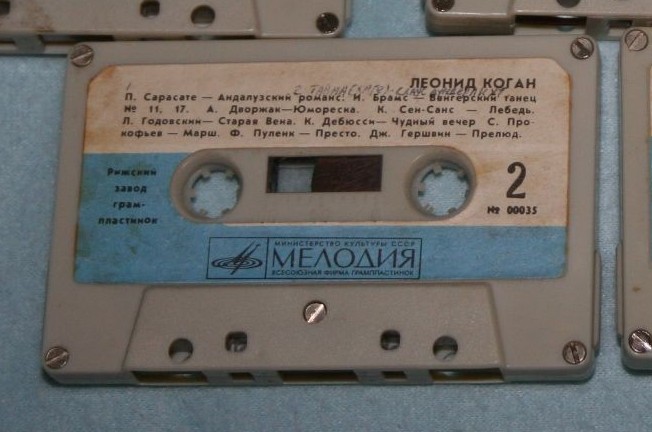 ЛЕОНИД КОГАН
П. Сарасате — Андалузский романс. И. Брамс — Венгерский танец
№ 11, 17. А. Дворжак—Юмореска. К. Сен-Санс — Лебедь.
Л. Годовский— Старая Вена. К. Дебюсси— Чудный вечер С. Про-
кофьев — Марш. Ф. Пуленк — Престо. Дж. Гершвин — Прелюд.
Рижский
завод
грам-
пластинок
2
№ 00035
МИНИСТЕРСТВО КУЛЬТУРЫ СССР
МЕЛОДИЯ
ВСЕСОЮЗНАЯ ФИРМА ГРАМПЛАСТИНОК